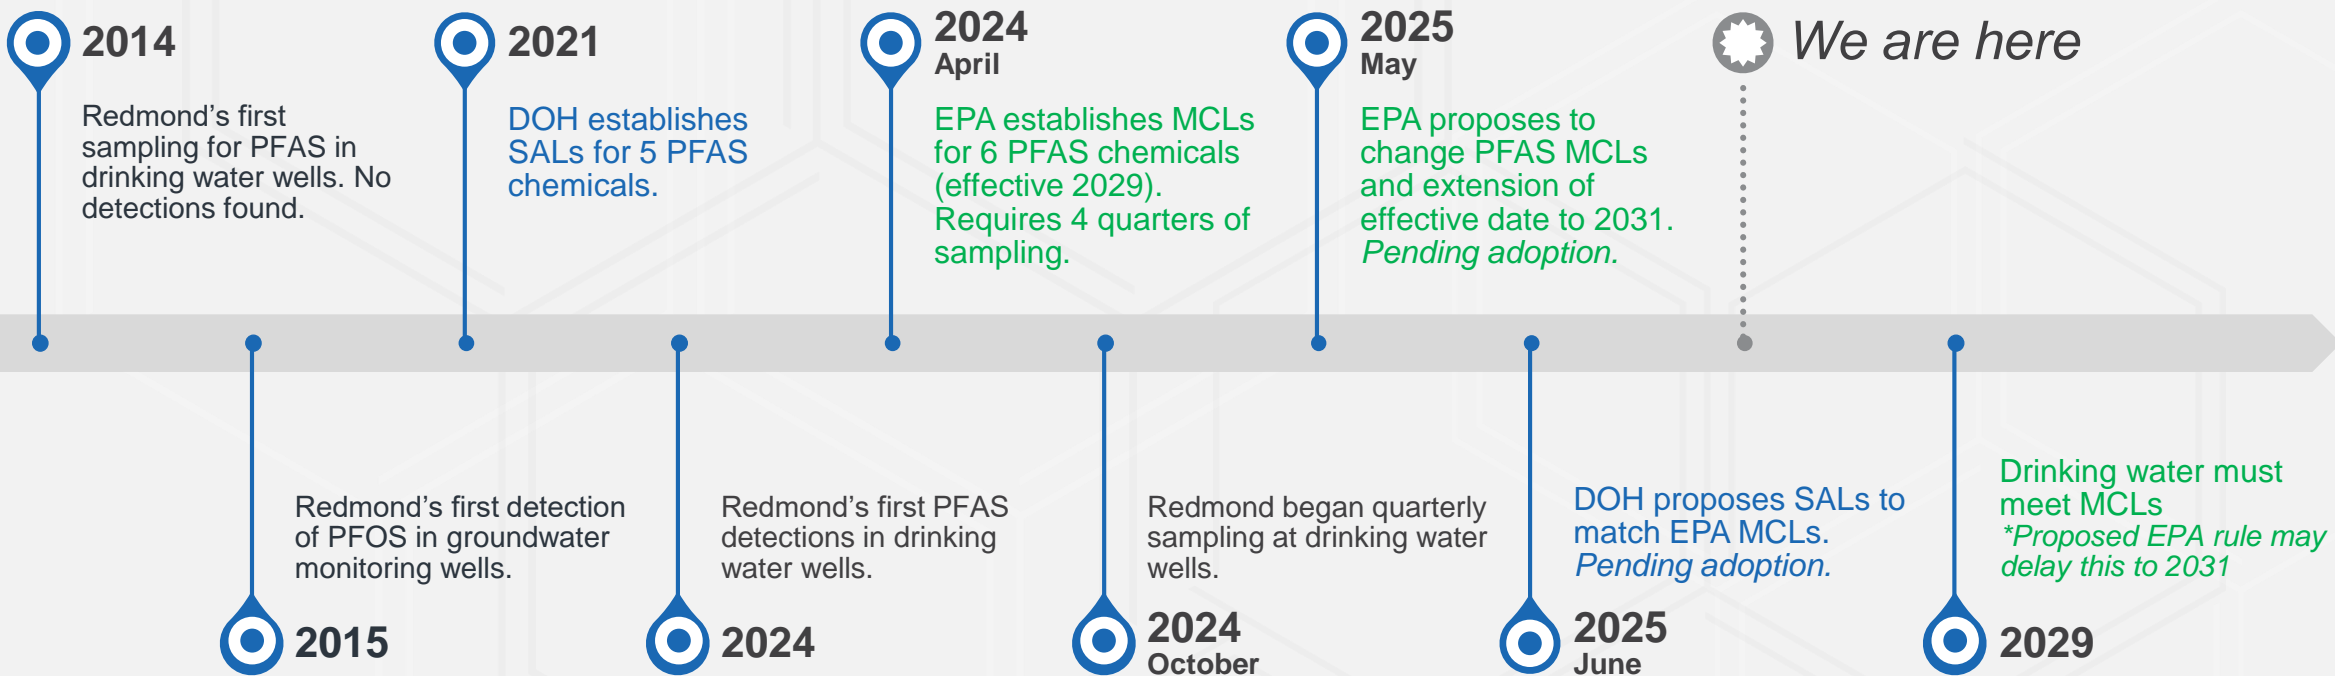 2014
Redmond’s first
sampling for PFAS in
drinking water wells. No
detections found.
2015
Redmond’s first detection
of PFOS in groundwater
monitoring wells.
2021
DOH establishes
SALs for 5 PFAS
chemicals.
2024
Redmond’s first PFAS
detections in drinking
water wells.
2024
April
EPA establishes MCLs
for 6 PFAS chemicals
(effective 2029).
Requires 4 quarters of
sampling.
2024
October
Redmond began quarterly
sampling at drinking water
wells.
2025
May
EPA proposes to
change PFAS MCLs
and extension of
effective date to 2031.
Pending adoption.
2025
June
DOH proposes SALs to
match EPA MCLs.
Pending adoption.
We are here
2029
Drinking water must
meet MCLs
*Proposed EPA rule may
delay this to 2031